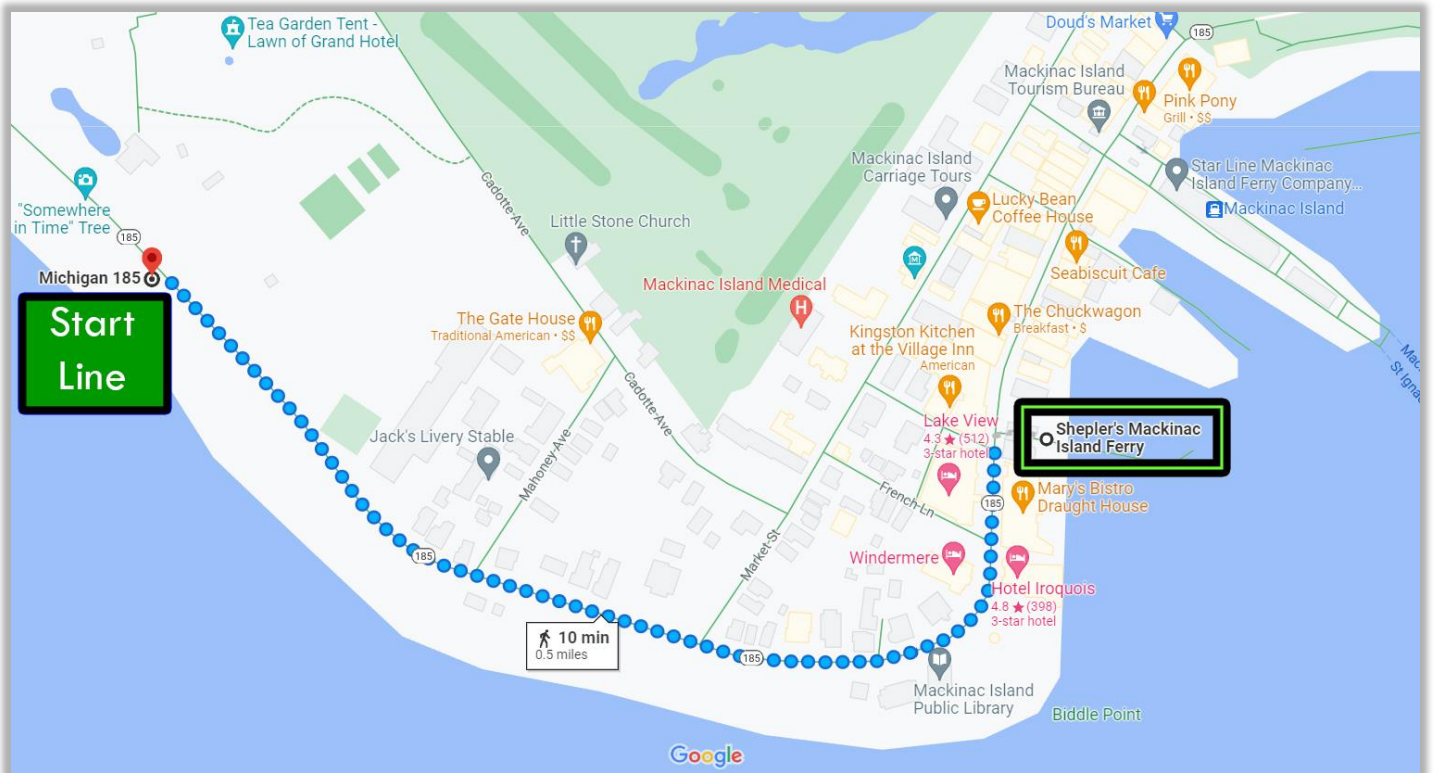 Tea Garden Tent -
Lawn of Grand Hotel
Doud's Market
185
Mackinac Island
Tourism Bureau
Pink Pony
Grill • $$
Mackinac Island
Carriage Tours
Star Line Mackinac
Island Ferry Company...
Mackinac Island
"Somewhere
in Time" Tree
185
Cadotte Ave
Little Stone Church
Lucky Bean
Coffee House
Seabiscuit Cafe
Michigan 185
Mackinac Island Medical
H
Start
Line
The Gate House
Traditional American • $$
The Chuckwagon
Breakfast • $
Kingston Kitchen
at the Village Inn
American
Cadotte Ave
Lake View
4.3 ★ (512)
3-star hotel
Shepler's Mackinac
Island Ferry
Jack's Livery Stable
Mahoney Ave
French Ln
185
Mary's Bistro
Draught House
Market St
Windermere
185
Hotel Iroquois
4.8 ★ (398)
3-star hotel
10 min
0.5 miles
185
Mackinac Island
Public Library
Biddle Point
Google